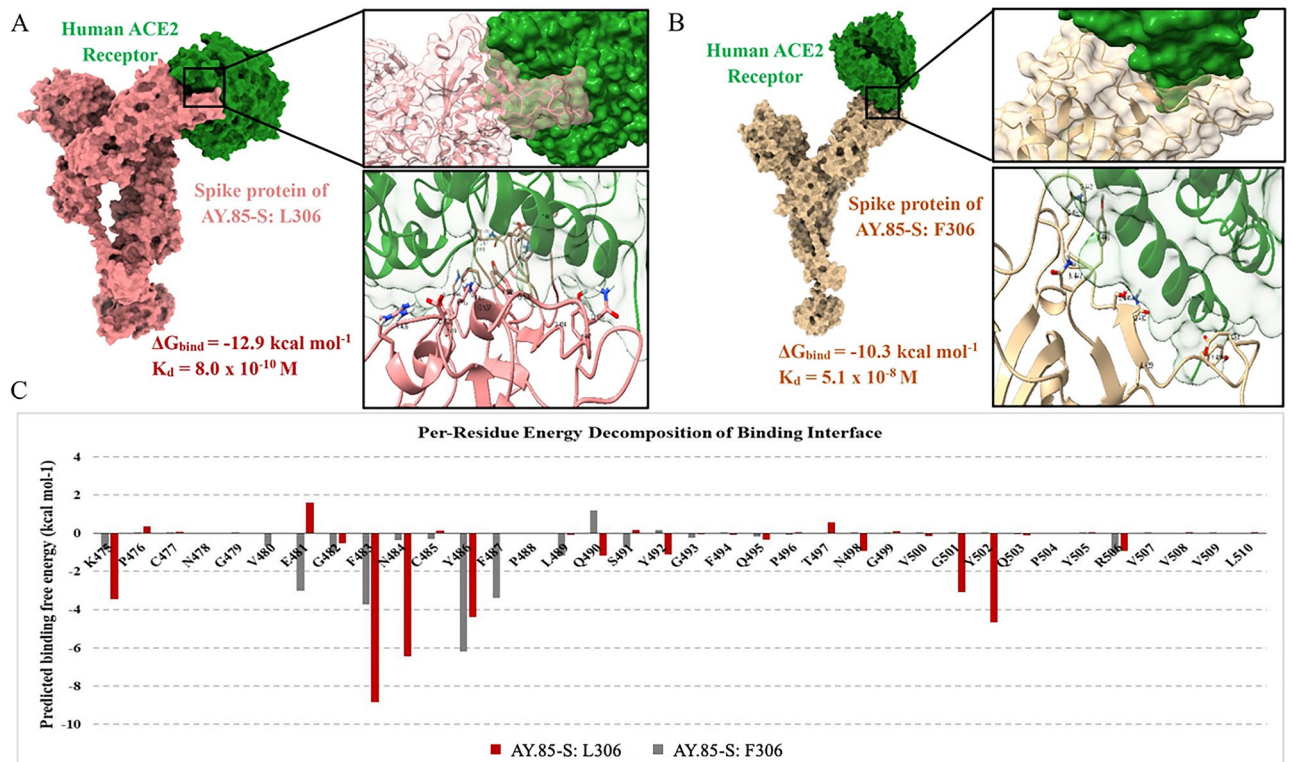 A
Human ACE2
Receptor
Spike protein of
AY.85-S: L306
ΔGbind = -12.9 kcal mol-1
Kd = 8.0 x 10-10 M
B
Human ACE2
Receptor
Spike protein of
AY.85-S: F306
ΔGbind = -10.3 kcal mol-1
Kd = 5.1 x 10-8 M
C
Per-Residue Energy Decomposition of Binding Interface
Predicted binding free energy (kcal mol-1)
4
2
0
-2
-4
-6
-8
-10
K475
P476
C477
N478
G479
V480
E481
G482
F483
N484
C485
Y486
F487
P488
L489
Q490
S491
Y492
G493
F494
Q495
P496
T497
N498
G499
V500
G501
Y502
Q503
P504
Y505
R506
V507
V508
V509
L510
AY.85-S: L306
AY.85-S: F306